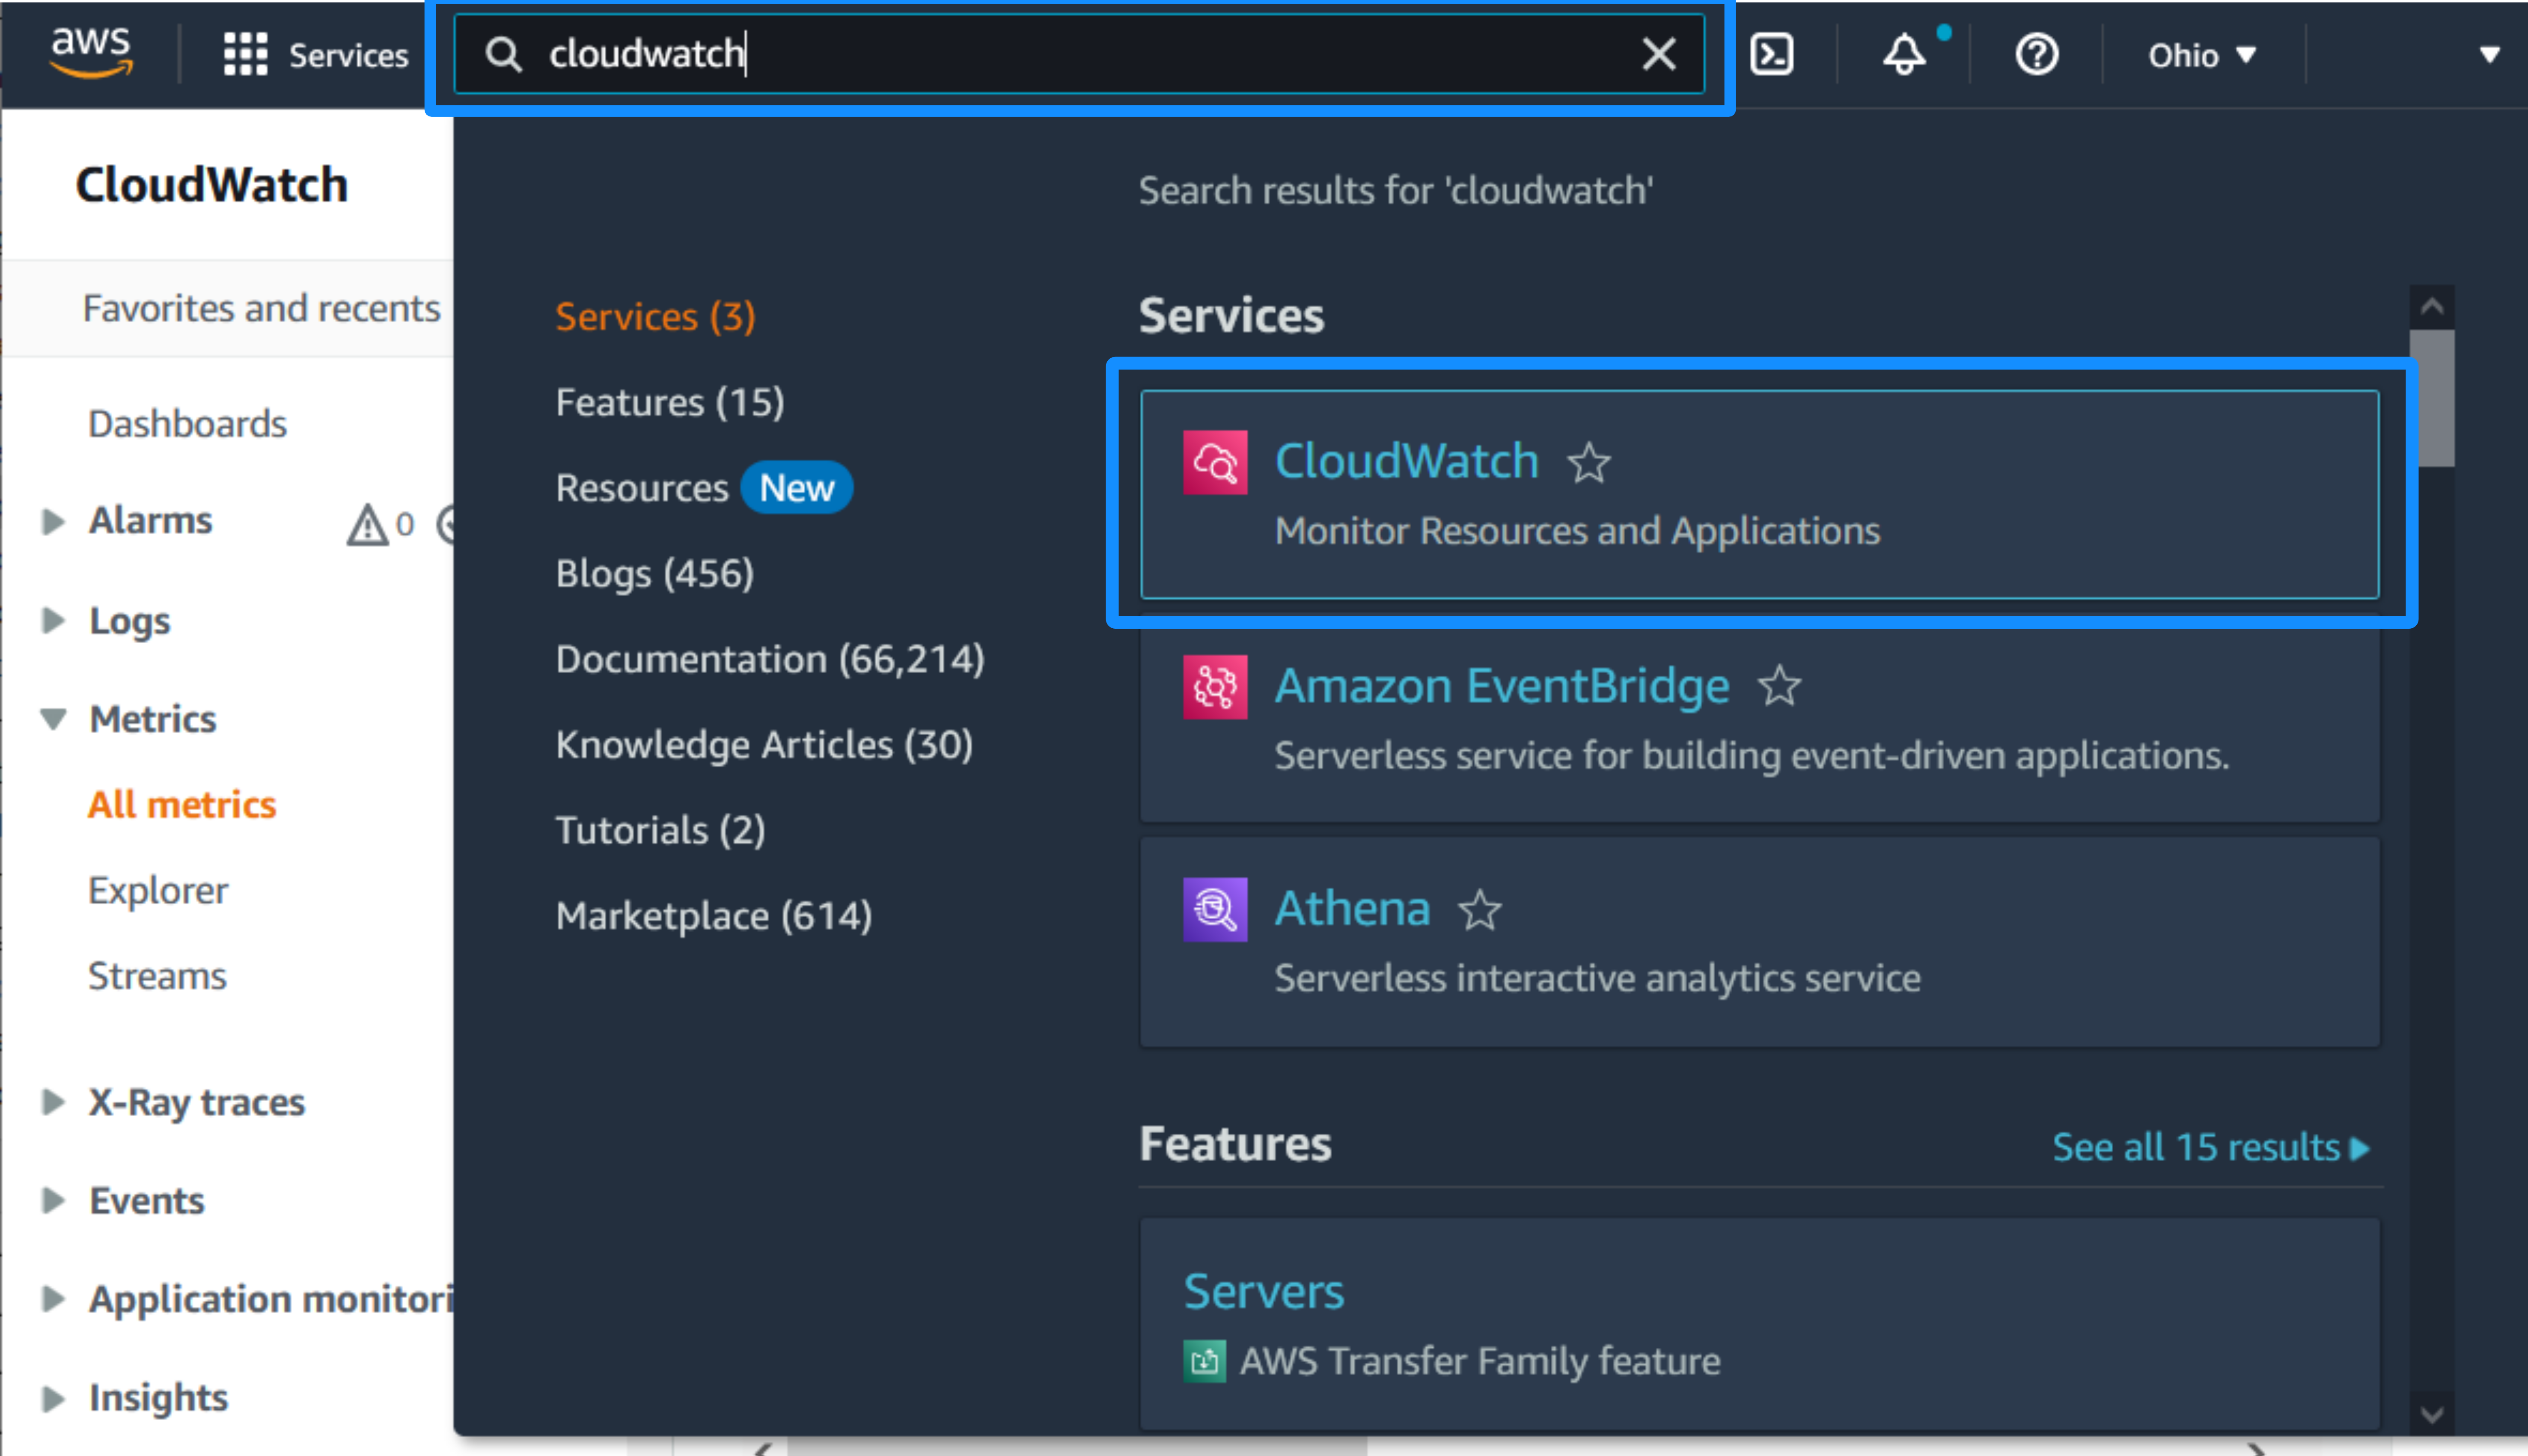 aws
Services
cloudwatch
Ohio
CloudWatch
Favorites and recents
Dashboards
Alarms 0
Logs
Metrics
All metrics
Explorer
Streams
X-Ray traces
Events
Application monitori
Insights
Search results for 'cloudwatch'
Services (3)
Features (15)
Resources New
Blogs (456)
Documentation (66,214)
Knowledge Articles (30)
Tutorials (2)
Marketplace (614)
Services
CloudWatch
Monitor Resources and Applications
Amazon EventBridge
Serverless service for building event-driven applications.
Athena
Serverless interactive analytics service
Features
See all 15 results
Servers
AWS Transfer Family feature